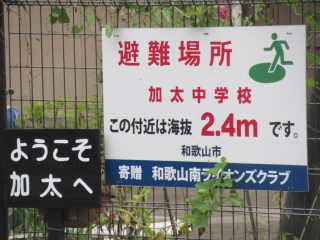 避難場所
加太中学校
この付近は海抜 2.4m です。
和歌山市
寄贈 和歌山南ライオンズクラブ
ようこそ
加太へ